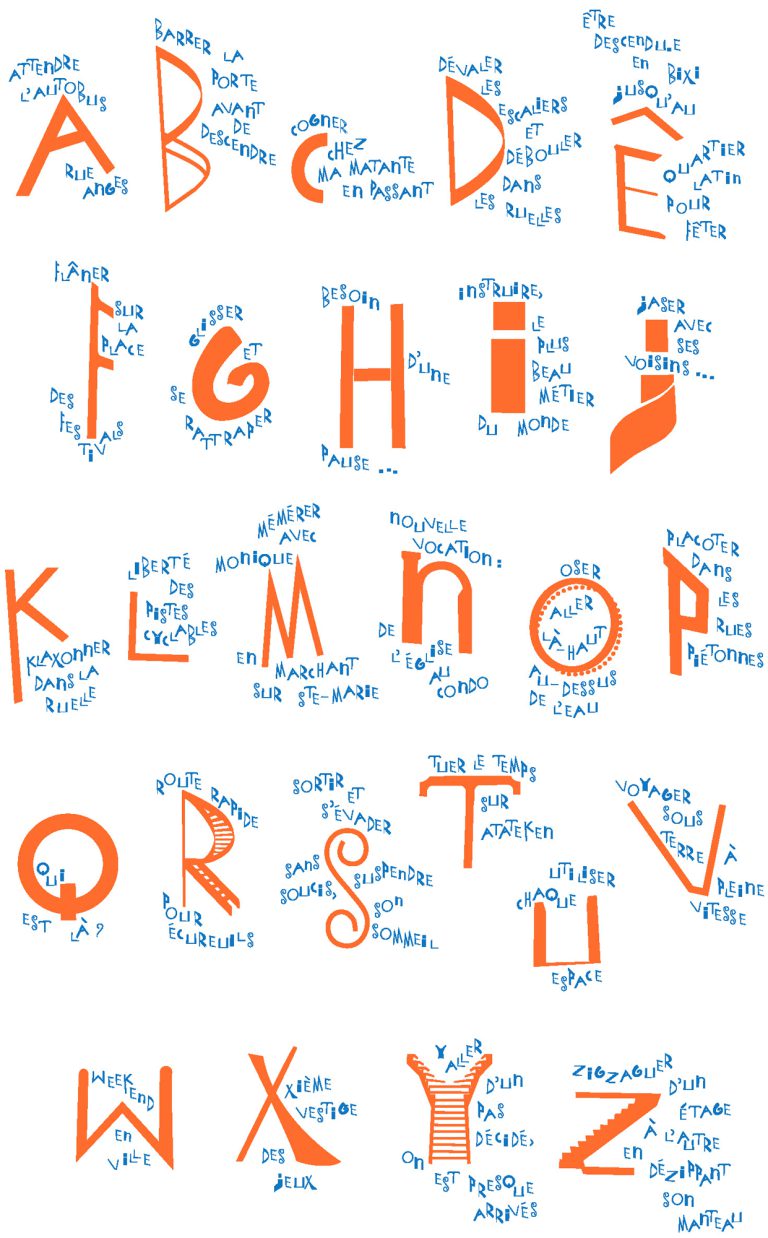 ATTENDRE
L'AUTOBUS
A
RUE
ANGES
BARRER LA
PORTE
AVANT
DE
DESCENDRE
B
COGNER
CHEZ
MA MATANTE
EN PASSANT
C
DÉVALER
LES
ESCALIERS
ET
DÉBOULER
DANS
LES RUELLES
D
ÊTRE
DESCENDU.E
EN
BIXI
JUSQU'AU
QUARTIER
LATIN
POUR
FÊTER
Ê
FLÂNER
SUR
LA
PLACE
DES
FES
TIVALS
F
GLISSER
ET
SE
RATTRAPER
G
BESOIN
H
D'UNE
PAUSE ...
INSTRUIRE,
LE
PLUS
BEAU
MÉTIER
DU MONDE
i
JASER
AVEC
SES
VOISINS ...
j
K
KLAXONNER
DANS LA
RUELLE
LIBERTÉ
DES
PISTES
CYCLABLES
L
MÉMÉRER
AVEC
MONIQUE
M
EN MARCHANT
SUR STE-MARIE
NOUVELLE
VOCATION :
n
DE
L'ÉGLISE
AU
CONDO
OSER
ALLER
LÀ-HAUT
O
AU-DESSUS
DE L'EAU
PLACOTER
DANS
LES
RUES
PIÉTONNES
P
Q
QUI
EST LÀ ?
ROUTE RAPIDE
R
POUR
ÉCUREUILS
SORTIR ET
S'ÉVADER
SANS
SOUCIS,
SUSPENDRE
SON
SOMMEIL
S
TUER LE TEMPS
T
SUR
ATATEKEN
UTILISER
CHAQUE
U
ESPACE
VOYAGER
SOUS
TERRE À
PLEINE
VITESSE
V
WEEKEND
EN
VILLE
W
XIÈME
VESTIGE
DES
JEUX
X
Y ALLER
D'UN
PAS
DÉCIDÉ,
ON
EST PRESQUE
ARRIVÉS
Y
ZIGZAGUER
D'UN
ÉTAGE
À L'AUTRE
EN
DÉZIPPANT
SON
MANTEAU
Z